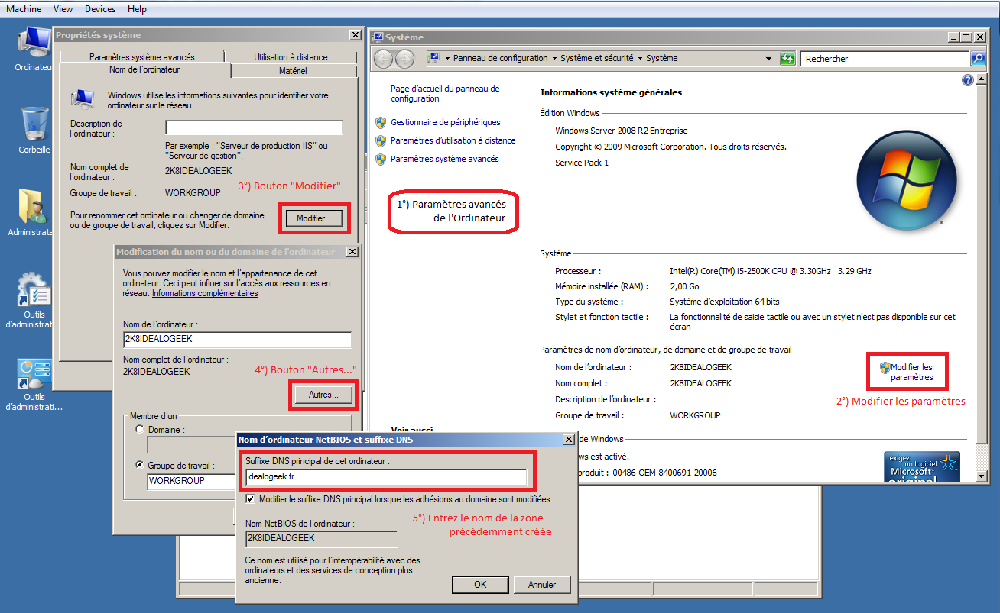 Machine View Devices Help
Ordinateu
Corbeille
Administrate
Outils
d'administrat
Outils
d'administrati...
Propriétés système
Paramètres système avancés
Utilisation à distance
Nom de l'ordinateur
Matériel
Windows utilise les informations suivantes pour identifier votre
ordinateur sur le réseau.
Description de
l'ordinateur :
Par exemple : "Serveur de production IIS" ou
"Serveur de gestion".
Nom complet de
l'ordinateur :
2K8IDEALOGEEK
3°) Bouton "Modifier"
Groupe de travail :
WORKGROUP
Pour renommer cet ordinateur ou changer de domaine
ou de groupe de travail, cliquez sur Modifier.
Modifier...
Modification du nom ou du domaine de l'ordinateur
Vous pouvez modifier le nom et l'appartenance de cet
ordinateur. Ceci peut influer sur l'accès aux ressources en
réseau. Informations complémentaires
Nom de l'ordinateur :
2K8IDEALOGEEK
Nom complet de l'ordinateur :
2K8IDEALOGEEK
4°) Bouton "Autres..."
Autres...
Membre d'un
Domaine :
Groupe de travail :
WORKGROUP
Nom d'ordinateur NetBIOS et suffixe DNS
Suffixe DNS principal de cet ordinateur :
idealogeek.fr
Modifier le suffixe DNS principal lorsque les adhésions au domaine sont modifiées
5°) Entrez le nom de la zone
précédemment créée
Nom NetBIOS de l'ordinateur :
2K8IDEALOGEEK
Ce nom est utilisé pour l'interopérabilité avec des
ordinateurs et des services de conception plus
ancienne.
OK
Annuler
Système
Panneau de configuration Système et sécurité Système
Rechercher
Page d'accueil du panneau de
configuration
Gestionnaire de périphériques
Paramètres d'utilisation à distance
Paramètres système avancés
1°) Paramètres avancés
de l'Ordinateur
Voir aussi
Informations système générales
Édition Windows
Windows Server 2008 R2 Entreprise
Copyright © 2009 Microsoft Corporation. Tous droits réservés.
Service Pack 1
Système
Processeur : Intel(R) Core(TM) i5-2500K CPU @ 3.30GHz 3.29 GHz
Mémoire installée (RAM) : 2,00 Go
Type du système : Système d'exploitation 64 bits
Stylet et fonction tactile : La fonctionnalité de saisie tactile ou avec un stylet n'est pas disponible sur cet
écran
Paramètres de nom d'ordinateur, de domaine et de groupe de travail
Nom de l'ordinateur : 2K8IDEALOGEEK
Nom complet : 2K8IDEALOGEEK
Description de l'ordinateur :
Groupe de travail : WORKGROUP
Modifier les
paramètres
2°) Modifier les paramètres
de Windows
ws est activé.
produit : 00486-OEM-8400691-20006
exigez
un logiciel
Microsoft®
original